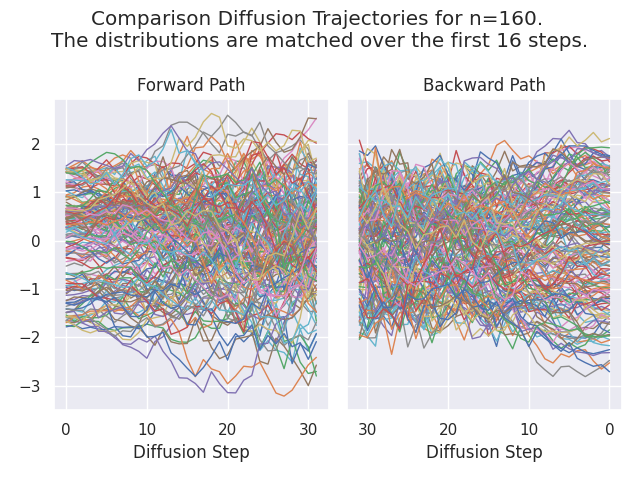 Comparison Diffusion Trajectories for n=160.
The distributions are matched over the first 16 steps.
Forward Path
Backward Path
2
1
0
−1
−2
−3
0 10 20 30
30 20 10 0
Diffusion Step
Diffusion Step